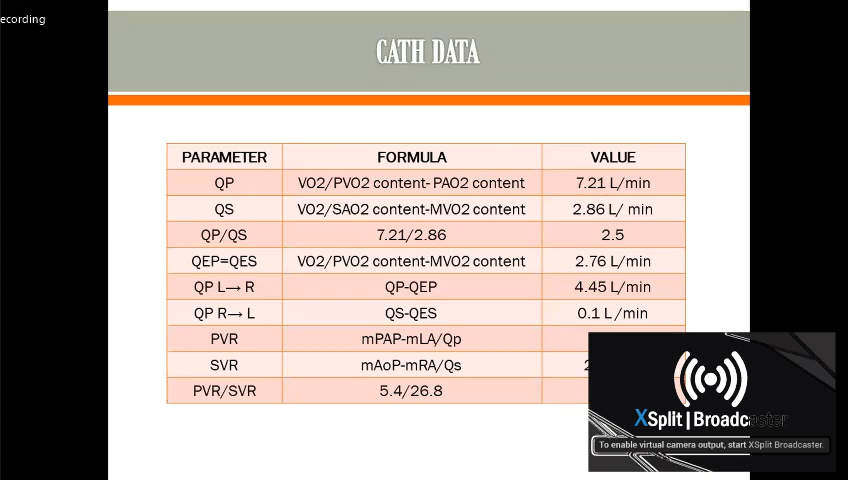 ecording
CATH DATA
PARAMETER FORMULA VALUE
QP VO2/PVO2 content- PAO2 content 7.21 L/min
QS VO2/SAO2 content-MVO2 content 2.86 L/ min
QP/QS 7.21/2.86 2.5
QEP=QES VO2/PVO2 content-MVO2 content 2.76 L/min
QP L→ R QP-QEP 4.45 L/min
QP R→ L QS-QES 0.1 L/min
PVR mPAP-mLA/Qp
SVR mAoP-mRA/Qs
PVR/SVR 5.4/26.8
XSplit | Broadcaster
To enable virtual camera output, start XSplit Broadcaster.